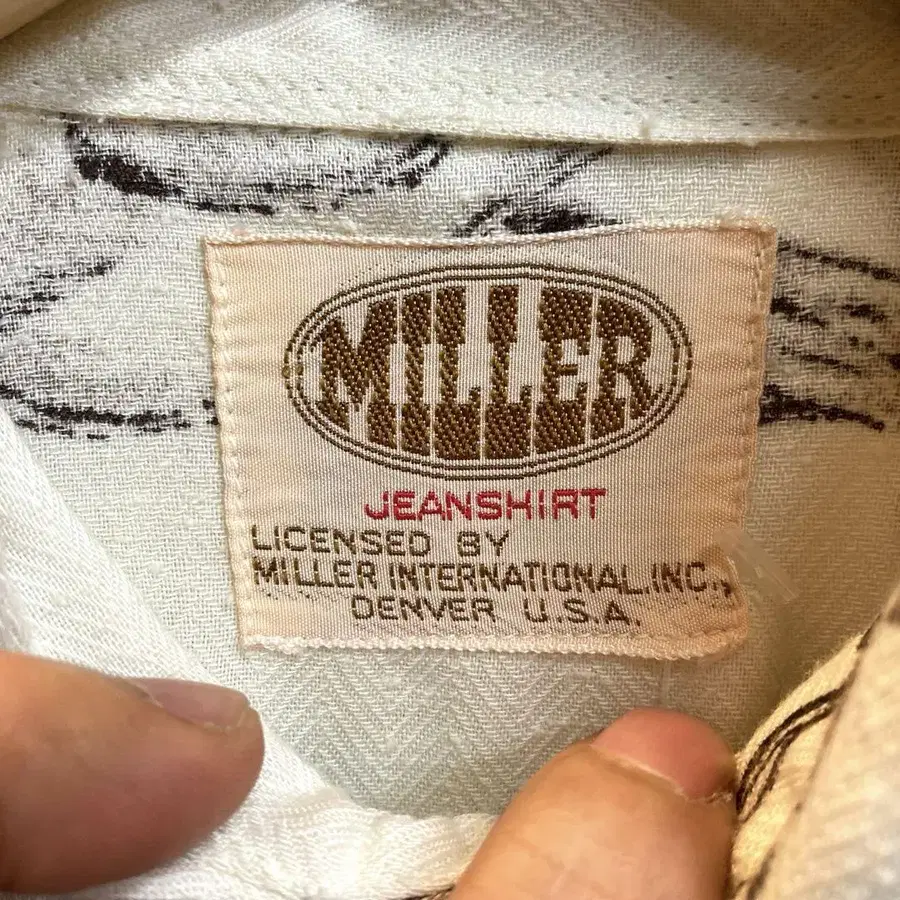 MILLER
JEANSHIRT
LICENSED BY
MILLER INTERNATIONAL, INC.,
DENVER U.S.A.